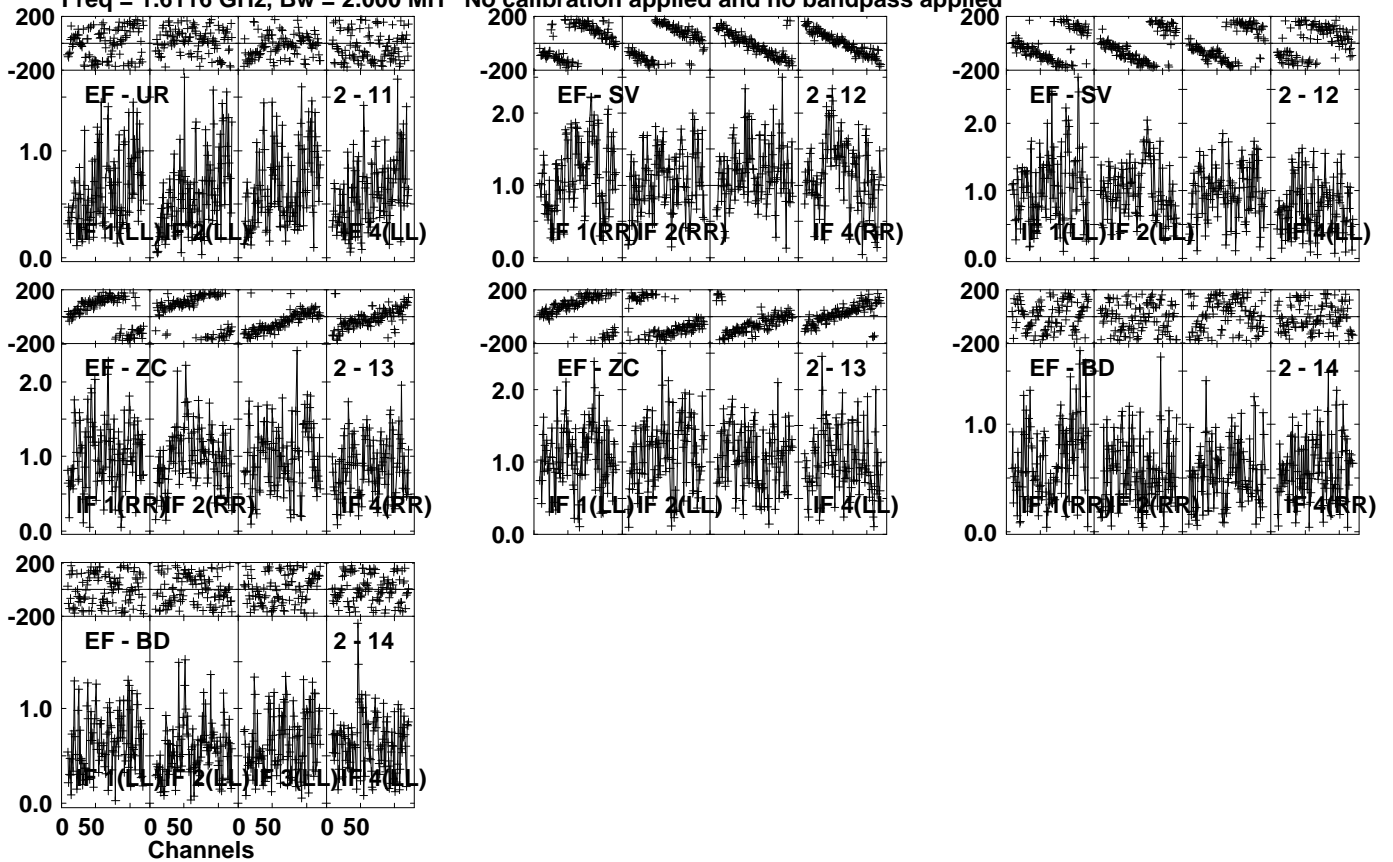 Freq = 1.6116 GHz, Bw = 2.000 MH No calibration applied and no bandpass applied
200
-200
EF - UR 2 - 11
1.0
IF 1(LL) IF 2(LL) IF 4(LL)
0.0
200
-200
EF - SV 2 - 12
2.0
1.0
IF 1(RR) IF 2(RR) IF 4(RR)
0.0
200
-200
EF - SV 2 - 12
2.0
1.0
IF 1(LL) IF 2(LL) IF 4(LL)
0.0
200
-200
EF - ZC 2 - 13
2.0
1.0
IF 1(RR) IF 2(RR) IF 4(RR)
0.0
200
-200
EF - ZC 2 - 13
2.0
1.0
IF 1(LL) IF 2(LL) IF 4(LL)
0.0
200
-200
EF - BD 2 - 14
1.0
IF 1(RR) IF 2(RR) IF 4(RR)
0.0
200
-200
EF - BD 2 - 14
1.0
IF 1(LL) IF 2(LL) IF 3(LL) IF 4(LL)
0.0
0 50 0 50 0 50 0 50
Channels